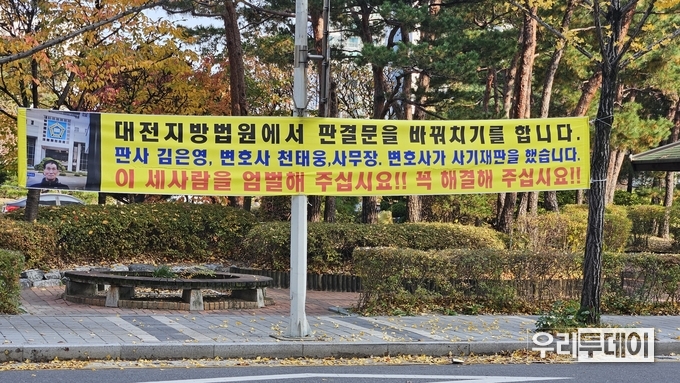 대전지방법원에서 판결문을 바꿔치기를 합니다.
판사 김은영, 변호사 천태웅,사무장, 변호사가 사기재판을 했습니다.
이 세사람을 엄벌해 주십시요!! 꼭 해결해 주십시요!!
우리투데이